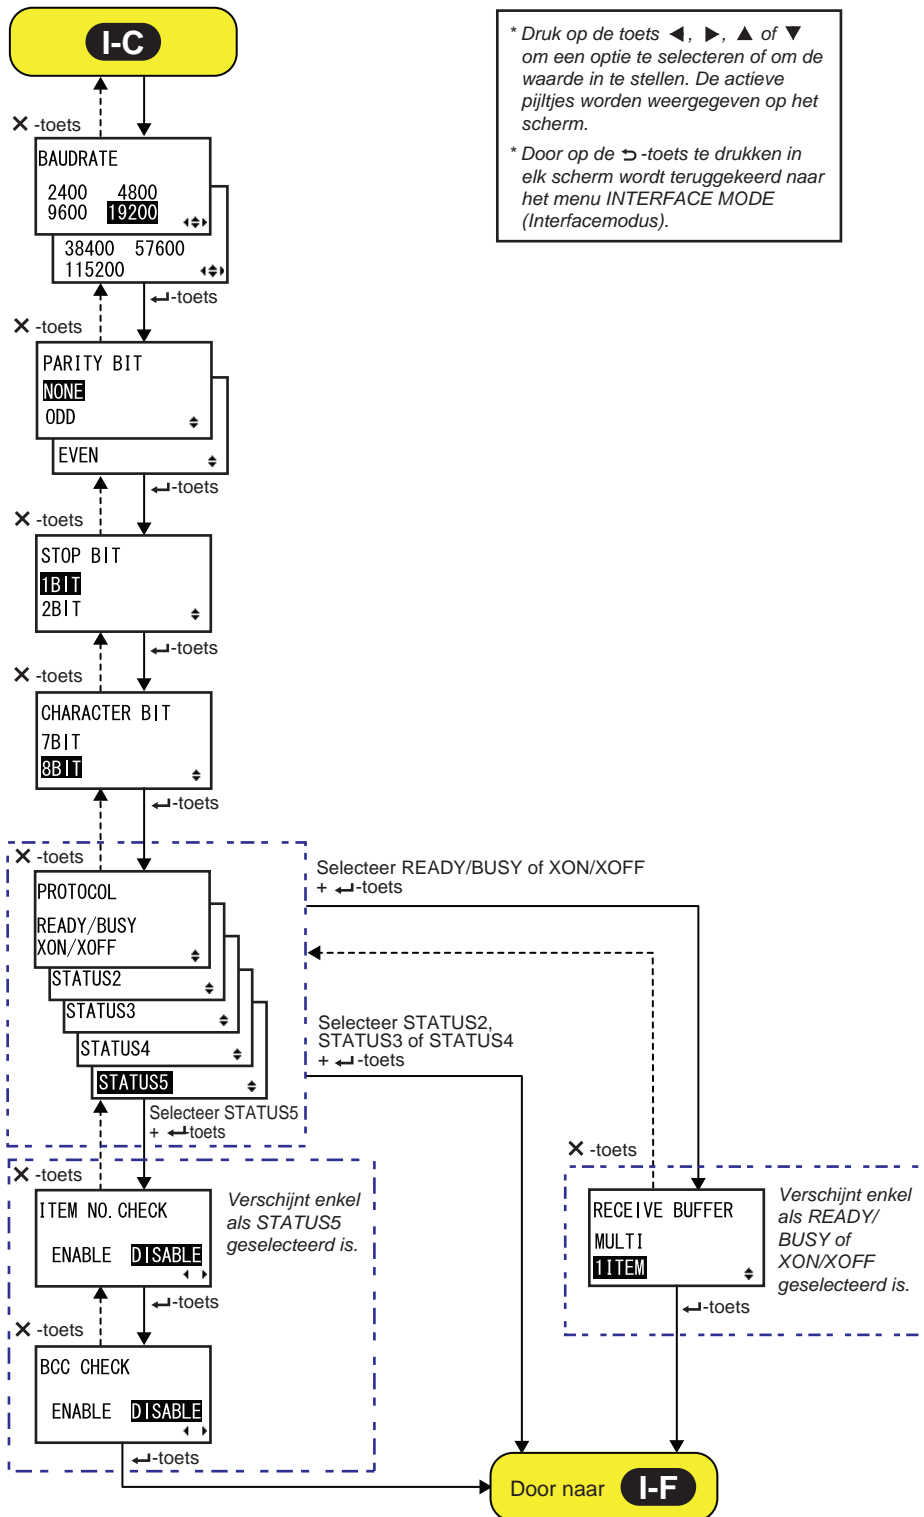 I-C
* Druk op de toets ◀, ▶, ▲ of ▼
om een optie te selecteren of om de
waarde in te stellen. De actieve
pijltjes worden weergegeven op het
scherm.
* Door op de ⮌ -toets te drukken in
elk scherm wordt teruggekeerd naar
het menu INTERFACE MODE
(Interfacemodus).
✕ -toets
BAUDRATE
2400 4800
9600 19200
38400 57600
115200
↵-toets
✕ -toets
PARITY BIT
NONE
ODD
EVEN
↵-toets
✕ -toets
STOP BIT
1BIT
2BIT
↵-toets
✕ -toets
CHARACTER BIT
7BIT
8BIT
↵-toets
✕ -toets
PROTOCOL
READY/BUSY
XON/XOFF
STATUS2
STATUS3
STATUS4
STATUS5
Selecteer READY/BUSY of XON/XOFF
+ ↵-toets
Selecteer STATUS2,
STATUS3 of STATUS4
+ ↵-toets
Selecteer STATUS5
+ ↵-toets
✕ -toets
ITEM NO. CHECK
ENABLE DISABLE
Verschijnt enkel
als STATUS5
geselecteerd is.
↵-toets
✕ -toets
BCC CHECK
ENABLE DISABLE
↵-toets
✕ -toets
RECEIVE BUFFER
MULTI
1ITEM
Verschijnt enkel
als READY/
BUSY of
XON/XOFF
geselecteerd is.
↵-toets
Door naar I-F